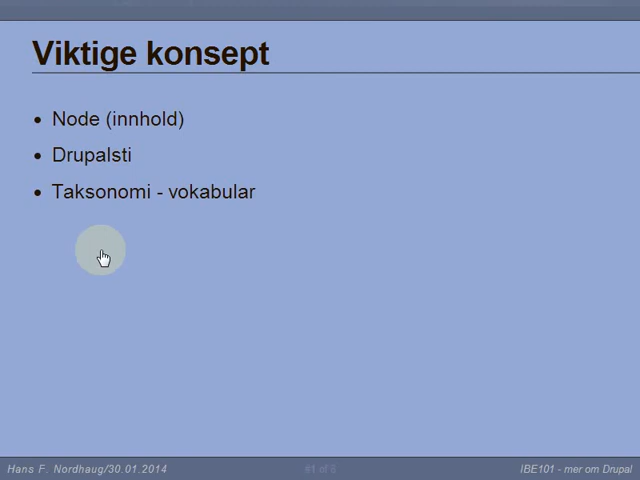 Viktige konsept
Node (innhold)
Drupalsti
Taksonomi - vokabular
Hans F. Nordhaug/30.01.2014
IBE101 - mer om Drupal